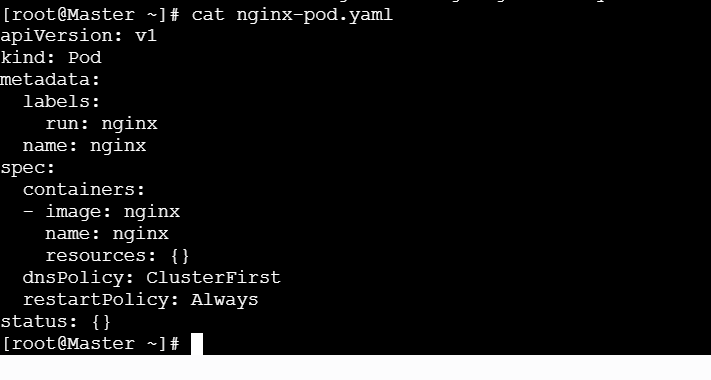 [root@Master ~]# cat nginx-pod.yaml
apiVersion: v1
kind: Pod
metadata:
  labels:
    run: nginx
  name: nginx
spec:
  containers:
  - image: nginx
    name: nginx
    resources: {}
  dnsPolicy: ClusterFirst
  restartPolicy: Always
status: {}
[root@Master ~]#